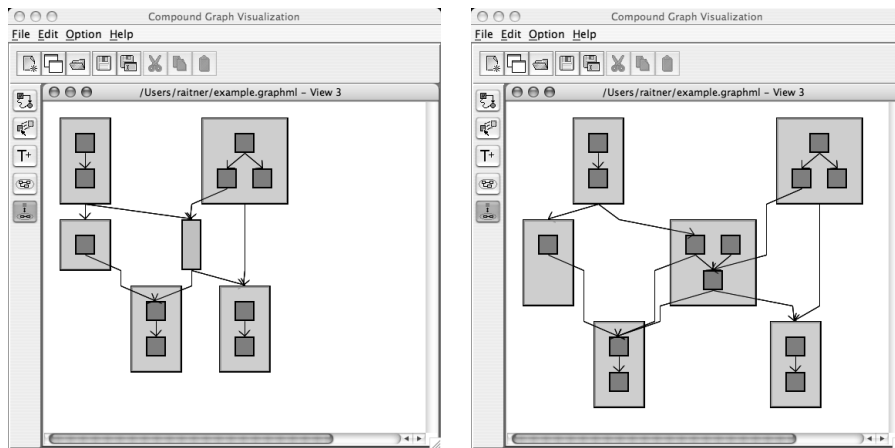 Compound Graph Visualization
File Edit Option Help
/Users/raitner/example.graphml – View 3
T+
Compound Graph Visualization
File Edit Option Help
/Users/raitner/example.graphml – View 3
T+